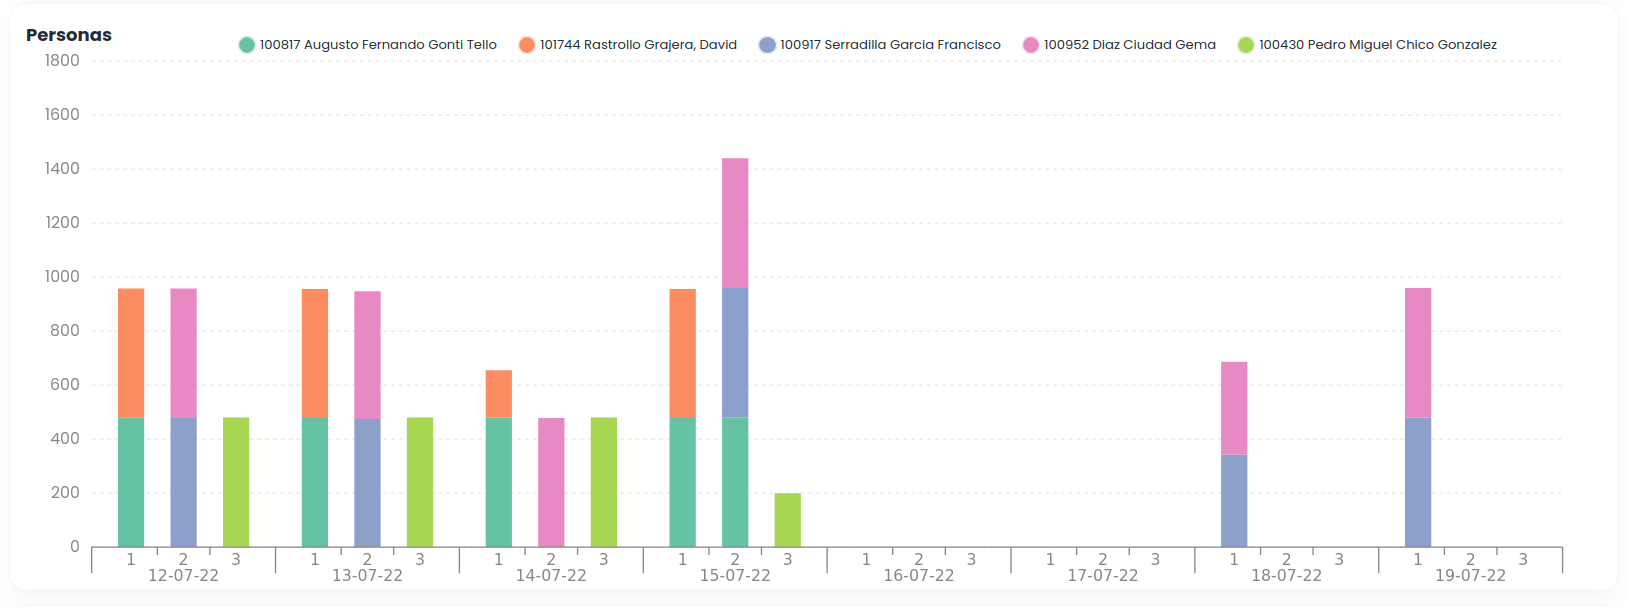 Personas
100817 Augusto Fernando Gonti Tello 101744 Rastrollo Grajera, David 100917 Serradilla Garcia Francisco 100952 Diaz Ciudad Gema 100430 Pedro Miguel Chico Gonzalez
1800
1600
1400
1200
1000
800
600
400
200
0
1 2 3 1 2 3 1 2 3 1 2 3 1 2 3 1 2 3 1 2 3 1 2 3
12-07-22 13-07-22 14-07-22 15-07-22 16-07-22 17-07-22 18-07-22 19-07-22